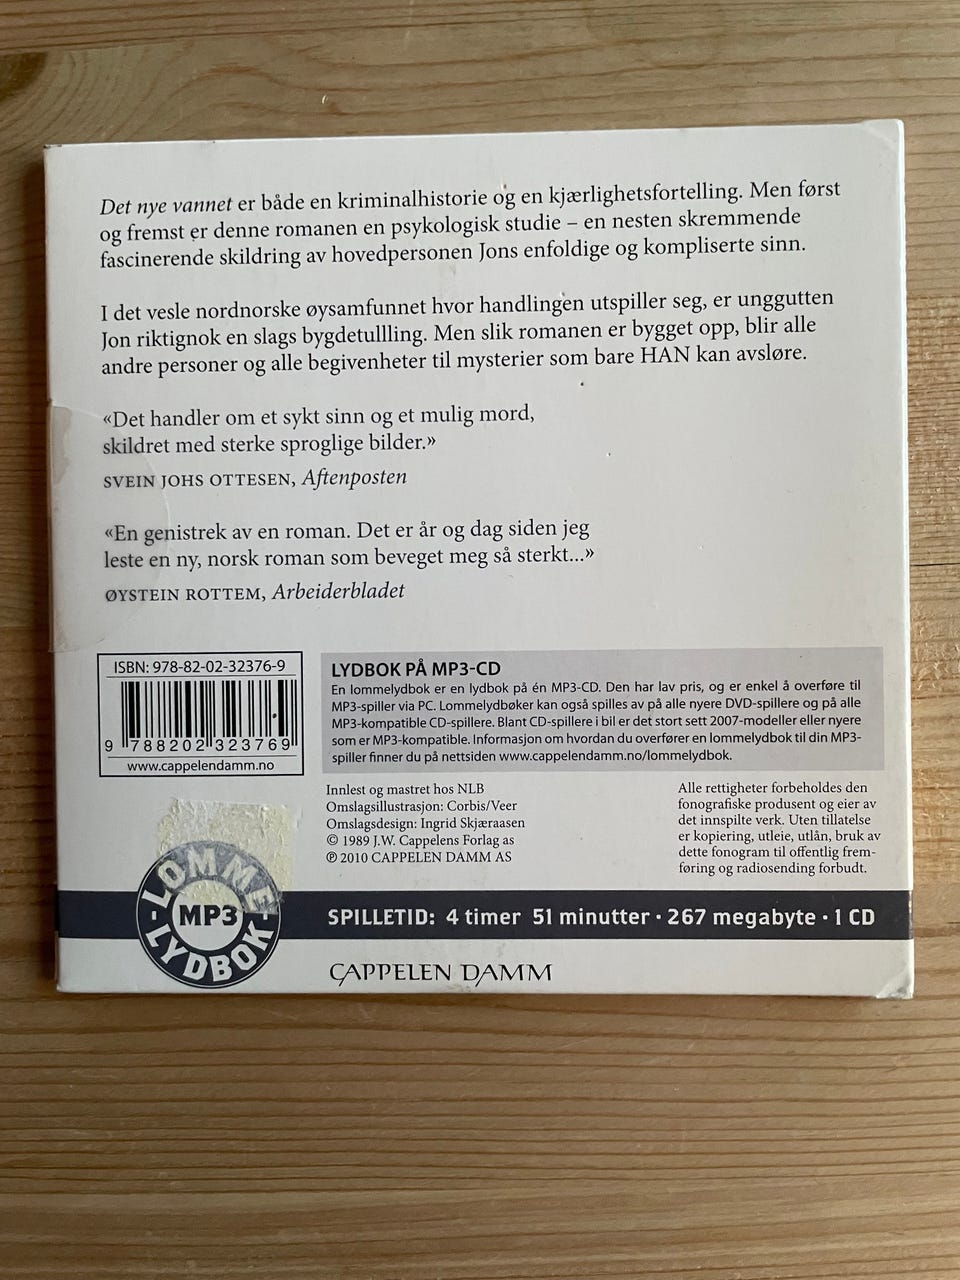 Det nye vannet er både en kriminalhistorie og en kjærlighetsfortelling. Men først
og fremst er denne romanen en psykologisk studie – en nesten skremmende
fascinerende skildring av hovedpersonen Jons enfoldige og kompliserte sinn.
I det vesle nordnorske øysamfunnet hvor handlingen utspiller seg, er unggutten
Jon riktignok en slags bygdetullling. Men slik romanen er bygget opp, blir alle
andre personer og alle begivenheter til mysterier som bare HAN kan avsløre.
«Det handler om et sykt sinn og et mulig mord,
skildret med sterke sproglige bilder.»
SVEIN JOHS OTTESEN, Aftenposten
«En genistrek av en roman. Det er år og dag siden jeg
leste en ny, norsk roman som beveget meg så sterkt...»
ØYSTEIN ROTTEM, Arbeiderbladet
ISBN: 978-82-02-32376-9
9 788202 323769
www.cappelendamm.no
LYDBOK PÅ MP3-CD
En lommelydbok er en lydbok på én MP3-CD. Den har lav pris, og er enkel å overføre til
MP3-spiller via PC. Lommelydbøker kan også spilles av på alle nyere DVD-spillere og på alle
MP3-kompatible CD-spillere. Blant CD-spillere i bil er det stort sett 2007-modeller eller nyere
som er MP3-kompatible. Informasjon om hvordan du overfører en lommelydbok til din MP3-
spiller finner du på nettsiden www.cappelendamm.no/lommelydbok.
Innlest og mastret hos NLB
Omslagsillustrasjon: Corbis/Veer
Omslagsdesign: Ingrid Skjæraasen
© 1989 J.W. Cappelens Forlag as
℗ 2010 CAPPELEN DAMM AS
Alle rettigheter forbeholdes den
fonografiske produsent og eier av
det innspilte verk. Uten tillatelse
er kopiering, utleie, utlån, bruk av
dette fonogram til offentlig frem-
føring og radiosending forbudt.
LOMME-
MP3
-LYDBOK
SPILLETID: 4 timer 51 minutter · 267 megabyte · 1 CD
CAPPELEN DAMM